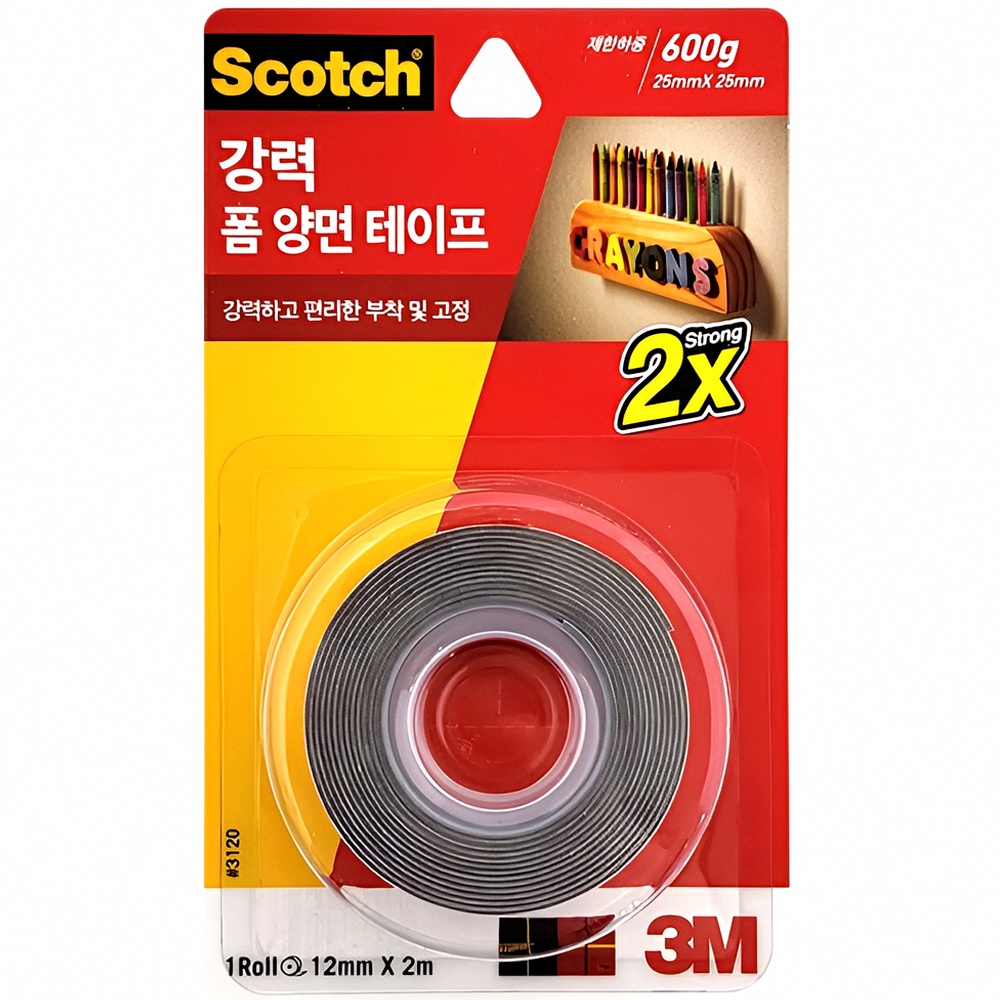 Scotch®
제한하중
600g
25mmX 25mm
강력
폼 양면 테이프
강력하고 편리한 부착 및 고정
CRAYONS
Strong
2X
#3120
1Roll 12mm X 2m
3M